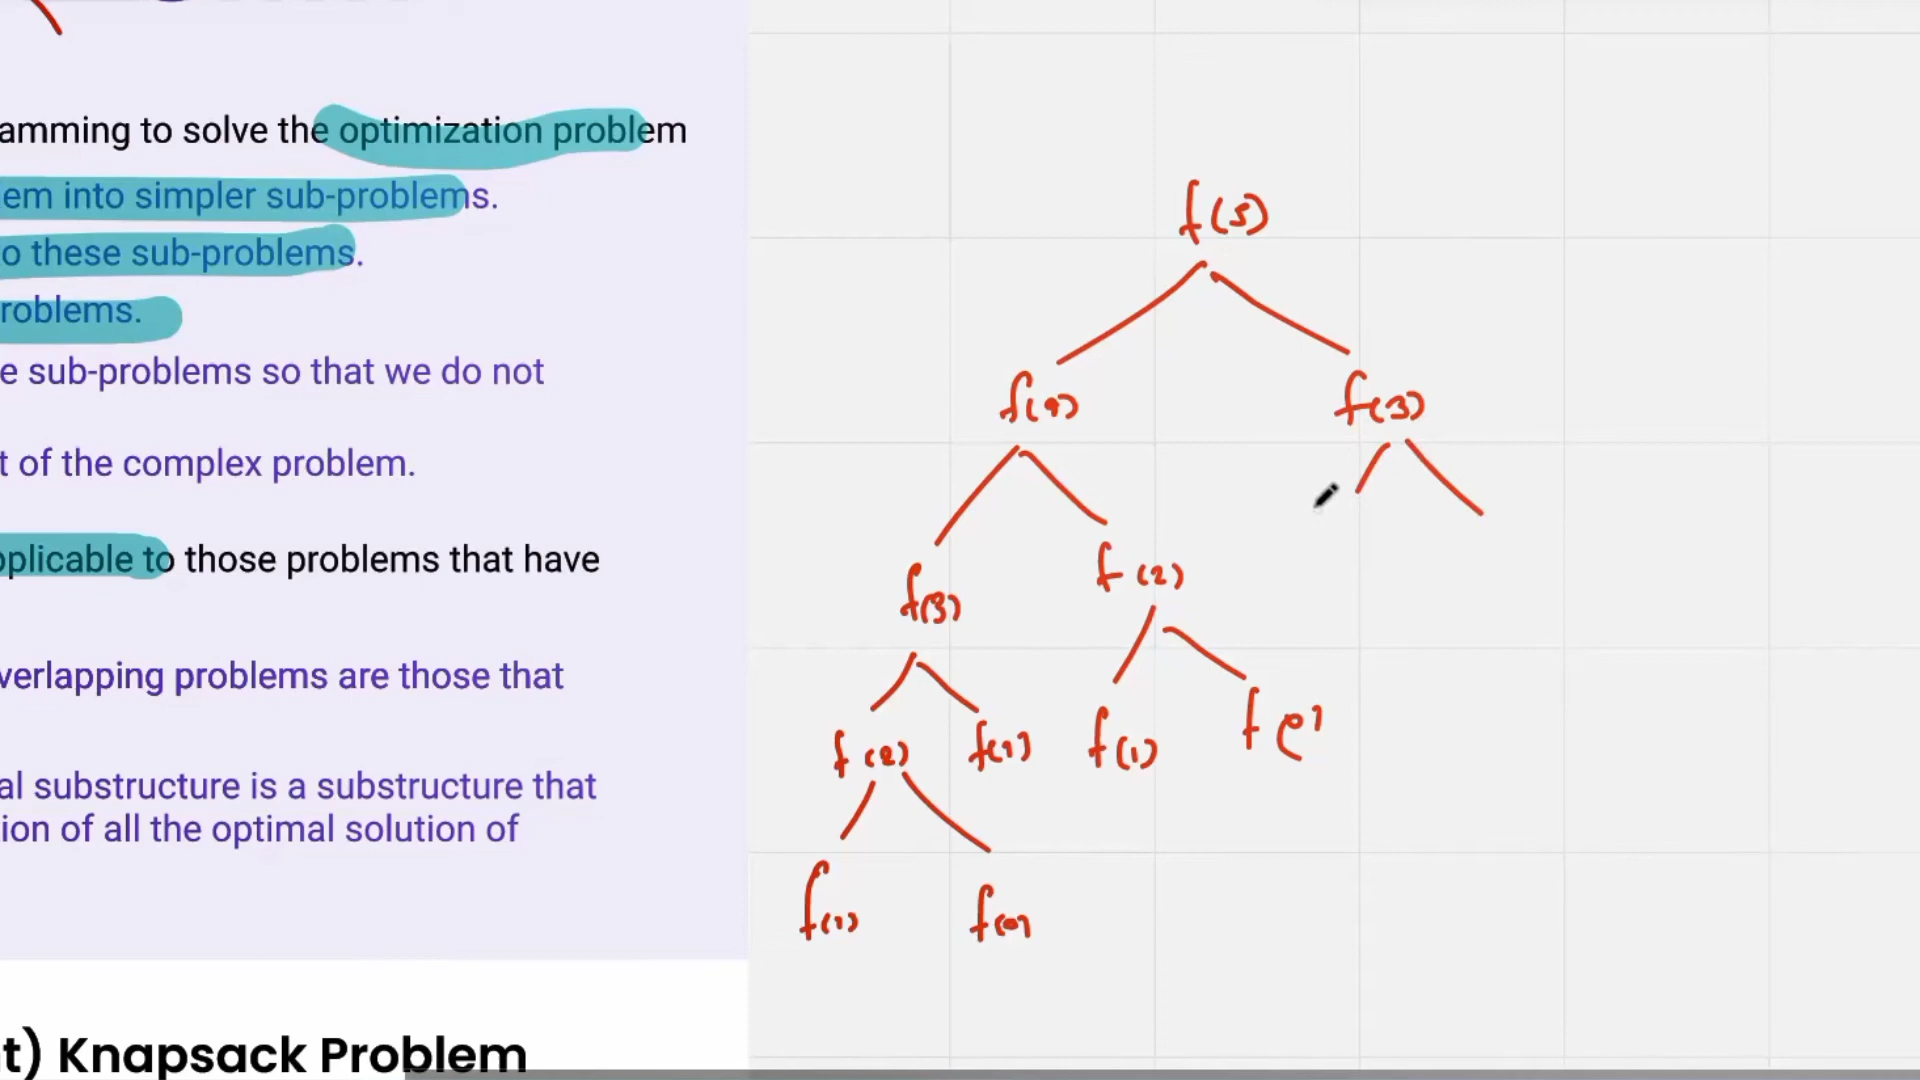 amming to solve the optimization problem
em into simpler sub-problems.
o these sub-problems.
roblems.
e sub-problems so that we do not
t of the complex problem.
pplicable to those problems that have
verlapping problems are those that
al substructure is a substructure that
ion of all the optimal solution of
t) Knapsack Problem
f(5)
f(4) f(3)
f(3) f(2)
f(2) f(1) f(1) f(0)
f(1) f(0)